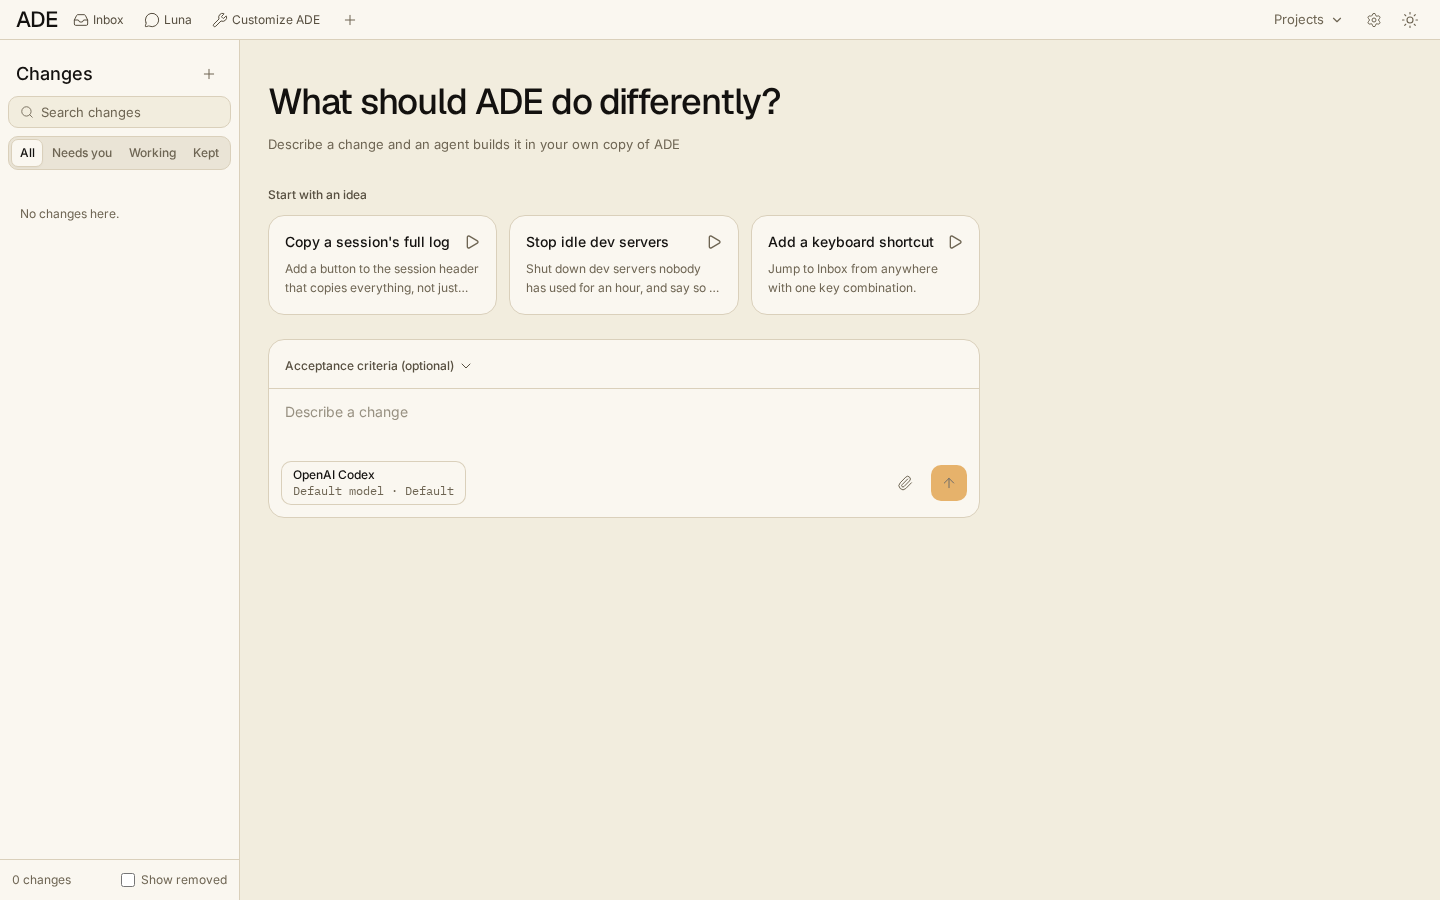 ADE
Inbox
Luna
Customize ADE
Projects
Changes
Search changes
All
Needs you
Working
Kept
No changes here.
0 changes
Show removed
What should ADE do differently?
Describe a change and an agent builds it in your own copy of ADE
Start with an idea
Copy a session's full log
Add a button to the session header
that copies everything, not just…
Stop idle dev servers
Shut down dev servers nobody
has used for an hour, and say so …
Add a keyboard shortcut
Jump to Inbox from anywhere
with one key combination.
Acceptance criteria (optional)
Describe a change
OpenAI Codex
Default model · Default